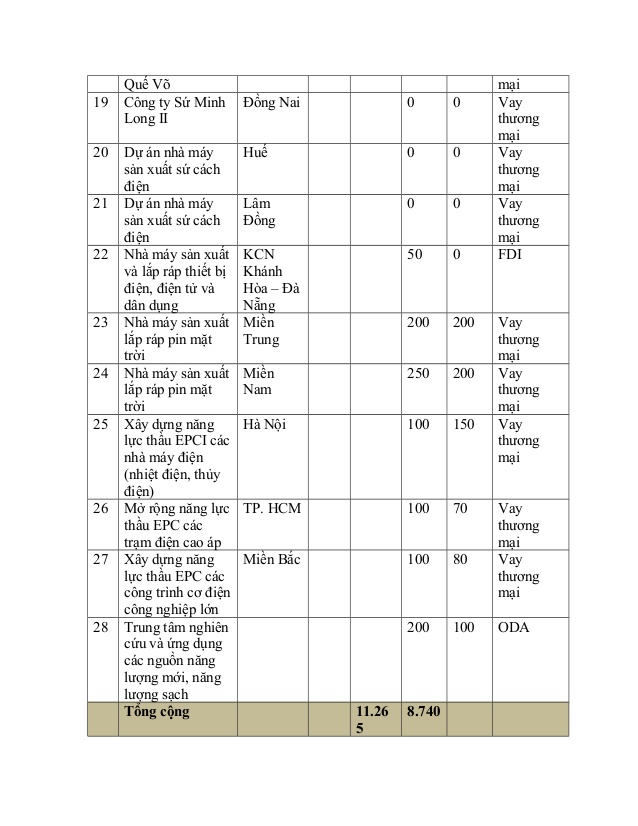 Quế Võ mại
19 Công ty Sứ Minh Đồng Nai 0 0 Vay
Long II thương
mại
20 Dự án nhà máy Huế 0 0 Vay
sản xuất sứ cách thương
điện mại
21 Dự án nhà máy Lâm 0 0 Vay
sản xuất sứ cách Đồng thương
điện mại
22 Nhà máy sản xuất KCN 50 0 FDI
và lắp ráp thiết bị Khánh
điện, điện tử và Hòa – Đà
dân dụng Nẵng
23 Nhà máy sản xuất Miền 200 200 Vay
lắp ráp pin mặt Trung thương
trời mại
24 Nhà máy sản xuất Miền 250 200 Vay
lắp ráp pin mặt Nam thương
trời mại
25 Xây dựng năng Hà Nội 100 150 Vay
lực thầu EPCI các thương
nhà máy điện mại
(nhiệt điện, thủy
điện)
26 Mở rộng năng lực TP. HCM 100 70 Vay
thầu EPC các thương
trạm điện cao áp mại
27 Xây dựng năng Miền Bắc 100 80 Vay
lực thầu EPC các thương
công trình cơ điện mại
công nghiệp lớn
28 Trung tâm nghiên 200 100 ODA
cứu và ứng dụng
các nguồn năng
lượng mới, năng
lượng sạch
Tổng cộng 11.26 8.740
5